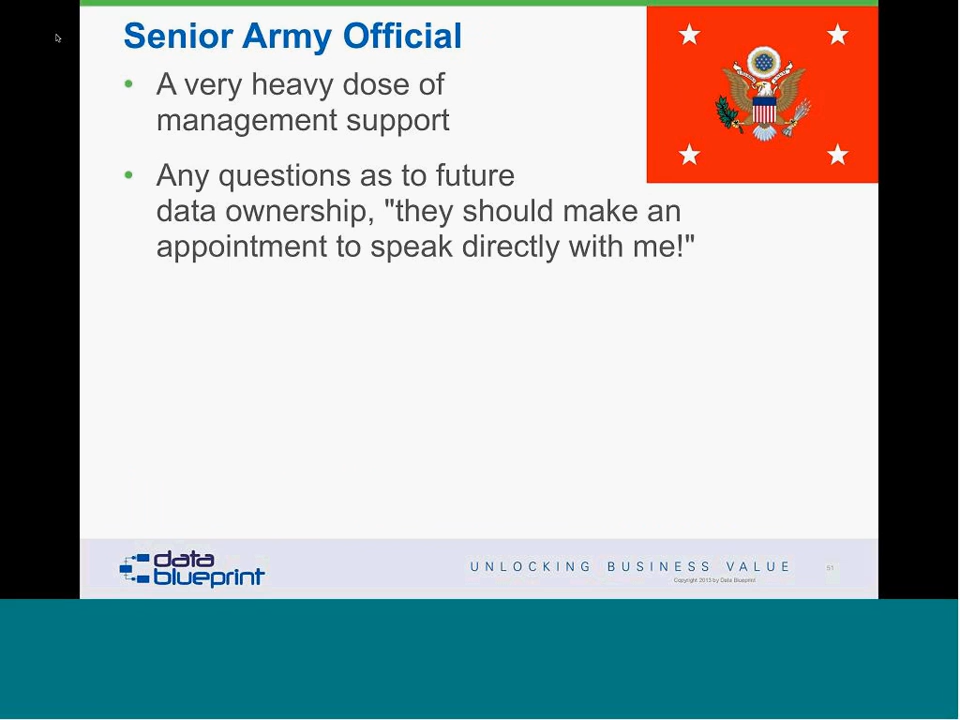 Senior Army Official
• A very heavy dose of
management support
• Any questions as to future
data ownership, "they should make an
appointment to speak directly with me!"
data
blueprint
UNLOCKING BUSINESS VALUE
51
Copyright 2015 by Data Blueprint